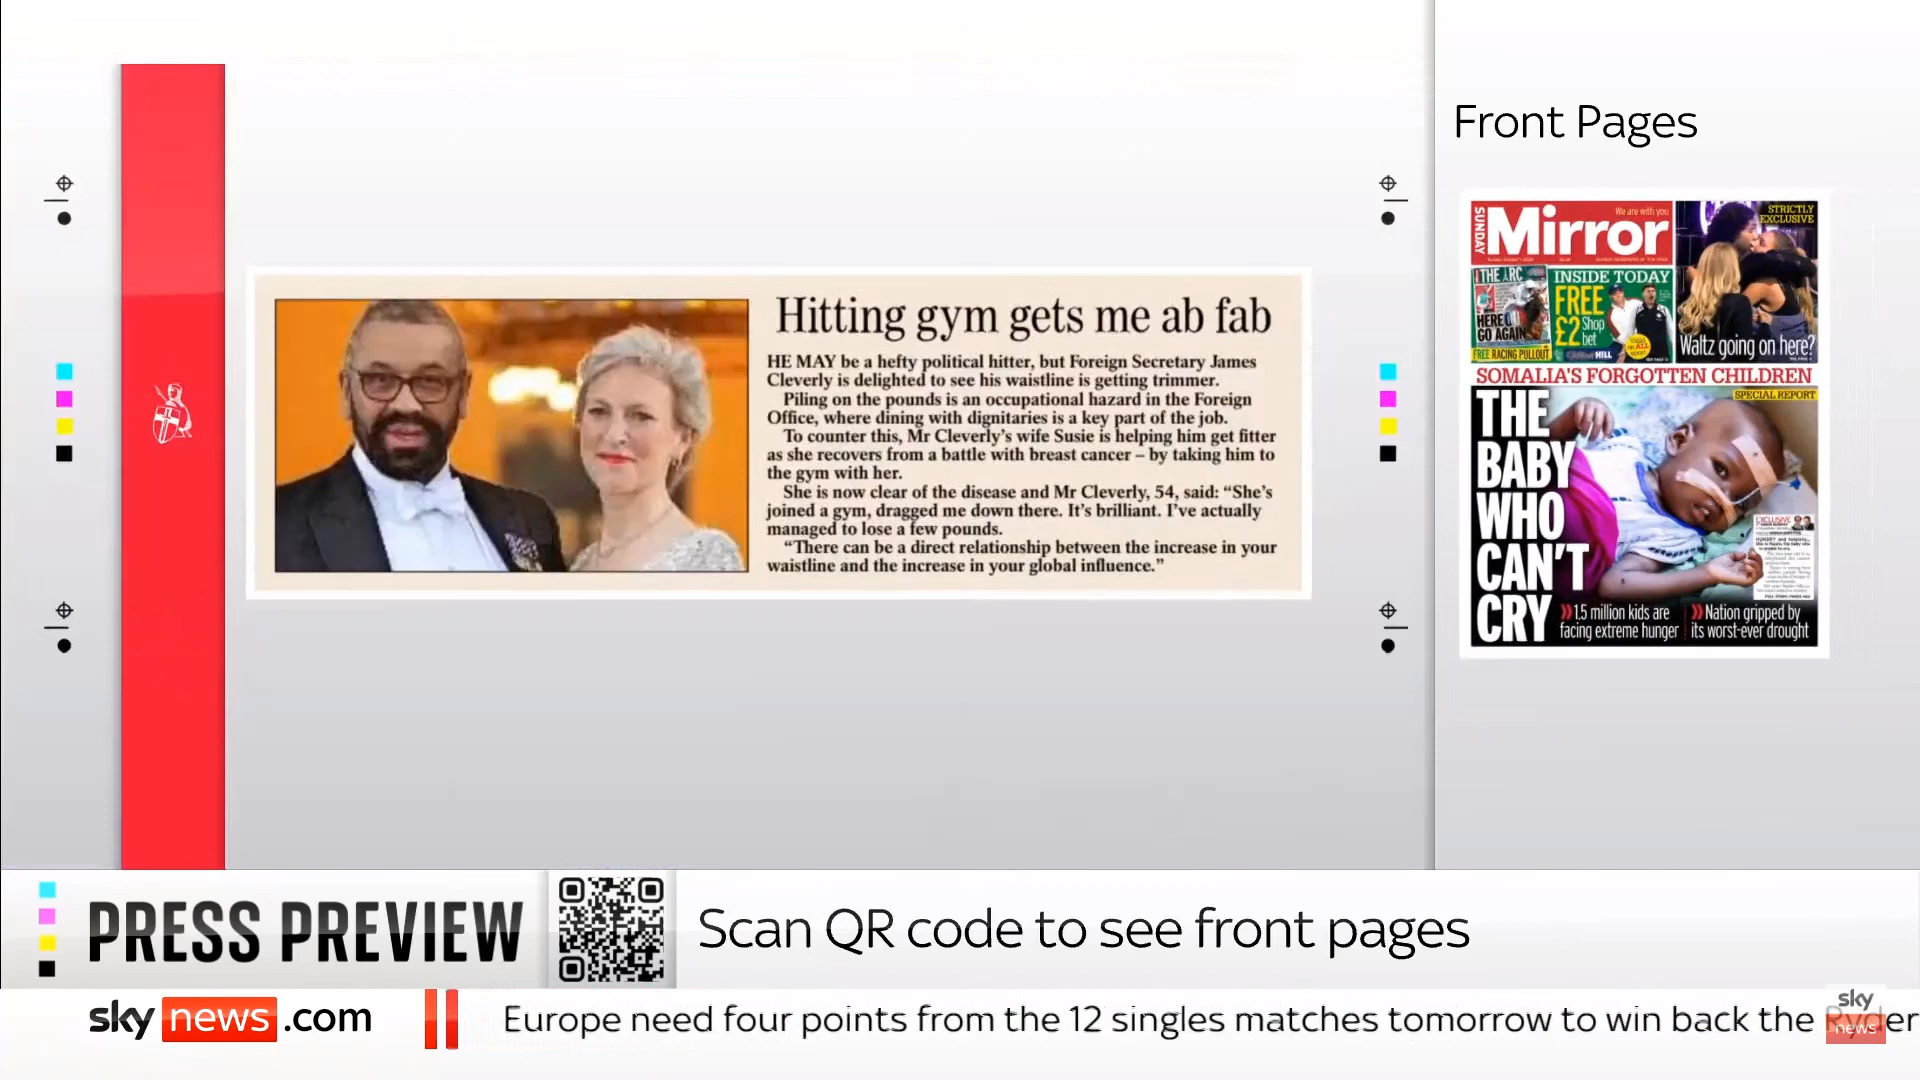 Front Pages
Hitting gym gets me ab fab
HE MAY be a hefty political hitter, but Foreign Secretary James
Cleverly is delighted to see his waistline is getting trimmer.
Piling on the pounds is an occupational hazard in the Foreign
Office, where dining with dignitaries is a key part of the job.
To counter this, Mr Cleverly's wife Susie is helping him get fitter
as she recovers from a battle with breast cancer – by taking him to
the gym with her.
She is now clear of the disease and Mr Cleverly, 54, said: “She's
joined a gym, dragged me down there. It's brilliant. I've actually
managed to lose a few pounds.
“There can be a direct relationship between the increase in your
waistline and the increase in your global influence.”
SUNDAY
Mirror
We are with you
STRICTLY
EXCLUSIVE
HERE
GO AGAIN
FREE RACING PULLOUT
INSIDE TODAY
FREE
£2
Shop
bet
HILL
Waltz going on here?
SOMALIA'S FORGOTTEN CHILDREN
SPECIAL REPORT
THE
BABY
WHO
CAN'T
CRY
EXCLUSIVE
1.5 million kids are
facing extreme hunger
Nation gripped by
its worst-ever drought
PRESS PREVIEW
Scan QR code to see front pages
sky news .com
Europe need four points from the 12 singles matches tomorrow to win back the Ryder
sky
news